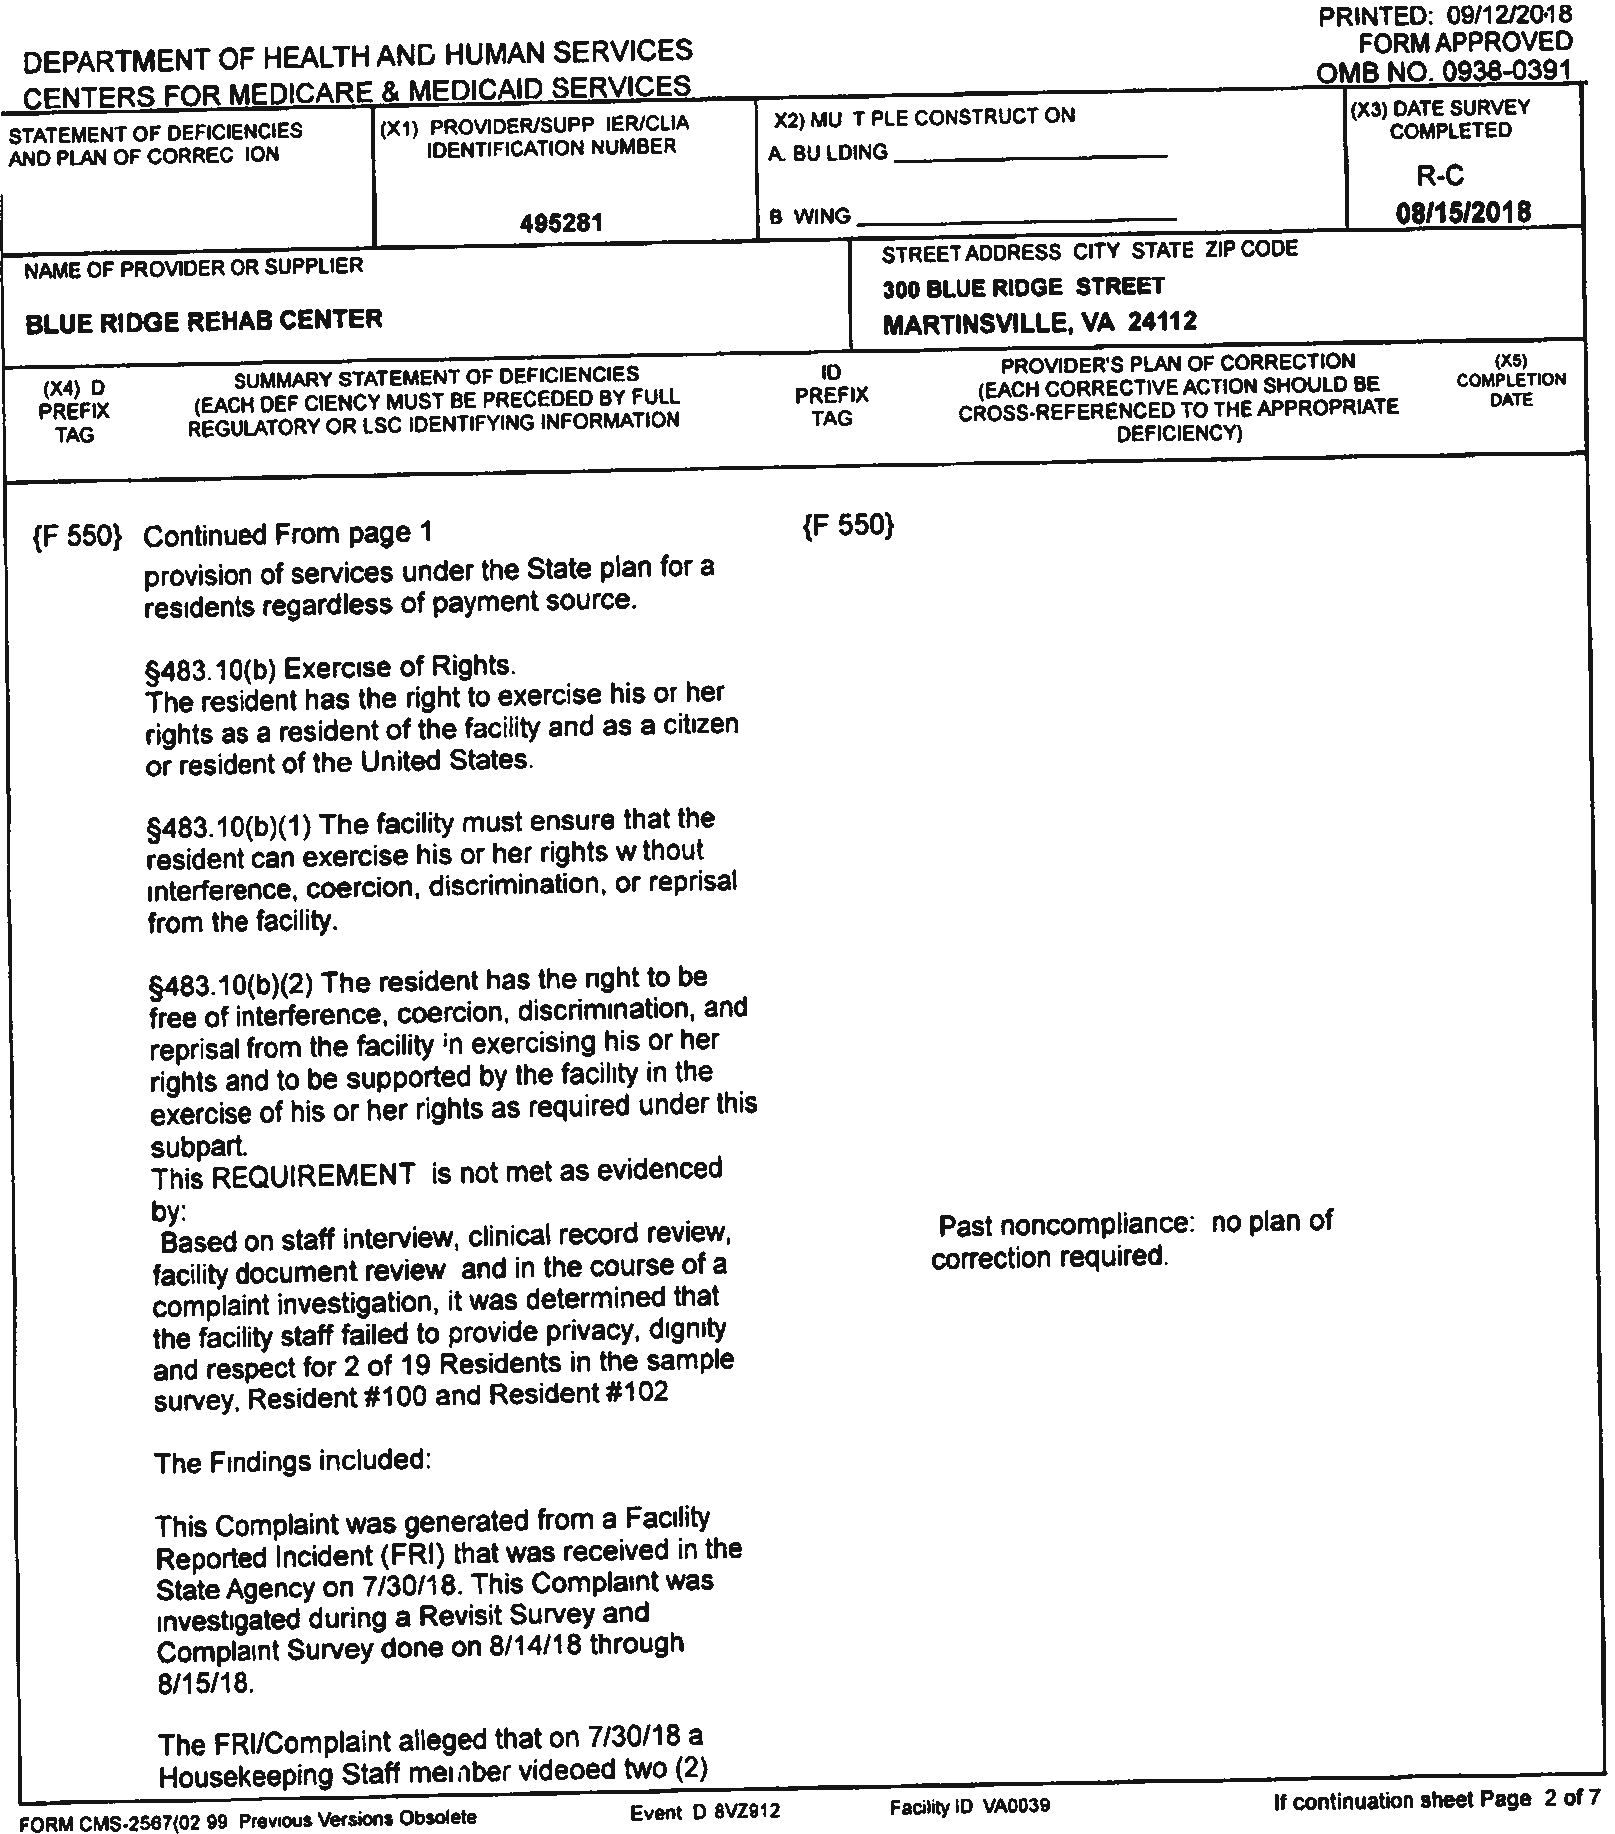 PRINTED: 09/12/2018
FORM APPROVED
OMB NO. 0938-0391
DEPARTMENT OF HEALTH AND HUMAN SERVICES
CENTERS FOR MEDICARE & MEDICAID SERVICES
STATEMENT OF DEFICIENCIES
AND PLAN OF CORREC ION
(X1) PROVIDER/SUPP IER/CLIA
IDENTIFICATION NUMBER
495281
X2) MU T PLE CONSTRUCT ON
A. BU LDING
B WING
(X3) DATE SURVEY
COMPLETED
R-C
08/15/2018
NAME OF PROVIDER OR SUPPLIER
BLUE RIDGE REHAB CENTER
STREET ADDRESS CITY STATE ZIP CODE
300 BLUE RIDGE STREET
MARTINSVILLE, VA 24112
(X4) D
PREFIX
TAG
SUMMARY STATEMENT OF DEFICIENCIES
(EACH DEF CIENCY MUST BE PRECEDED BY FULL
REGULATORY OR LSC IDENTIFYING INFORMATION
ID
PREFIX
TAG
PROVIDER'S PLAN OF CORRECTION
(EACH CORRECTIVE ACTION SHOULD BE
CROSS-REFERENCED TO THE APPROPRIATE
DEFICIENCY)
(X5)
COMPLETION
DATE
{F 550} Continued From page 1
provision of services under the State plan for a
residents regardless of payment source.
§483.10(b) Exercise of Rights.
The resident has the right to exercise his or her
rights as a resident of the facility and as a citizen
or resident of the United States.
§483.10(b)(1) The facility must ensure that the
resident can exercise his or her rights w thout
interference, coercion, discrimination, or reprisal
from the facility.
§483.10(b)(2) The resident has the right to be
free of interference, coercion, discrimination, and
reprisal from the facility in exercising his or her
rights and to be supported by the facility in the
exercise of his or her rights as required under this
subpart.
This REQUIREMENT is not met as evidenced
by:
Based on staff interview, clinical record review,
facility document review and in the course of a
complaint investigation, it was determined that
the facility staff failed to provide privacy, dignity
and respect for 2 of 19 Residents in the sample
survey, Resident #100 and Resident #102
The Findings included:
This Complaint was generated from a Facility
Reported Incident (FRI) that was received in the
State Agency on 7/30/18. This Complaint was
investigated during a Revisit Survey and
Complaint Survey done on 8/14/18 through
8/15/18.
The FRI/Complaint alleged that on 7/30/18 a
Housekeeping Staff member videoed two (2)
{F 550}
Past noncompliance: no plan of
correction required.
FORM CMS-2567(02 99 Previous Versions Obsolete
Event D 8VZ912
Facility ID VA0039
If continuation sheet Page 2 of 7